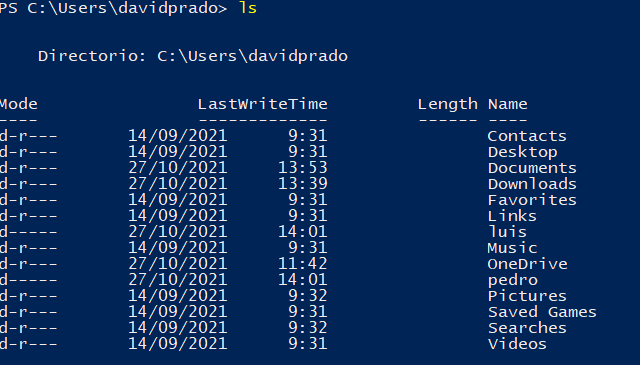 PS C:\Users\davidprado> ls
Directorio: C:\Users\davidprado
Mode LastWriteTime Length Name
---- ------------- ------ ----
d-r--- 14/09/2021 9:31 Contacts
d-r--- 14/09/2021 9:31 Desktop
d-r--- 27/10/2021 13:53 Documents
d-r--- 27/10/2021 13:39 Downloads
d-r--- 14/09/2021 9:31 Favorites
d-r--- 14/09/2021 9:31 Links
d----- 27/10/2021 14:01 luis
d-r--- 14/09/2021 9:31 Music
d-r--- 27/10/2021 11:42 OneDrive
d----- 27/10/2021 14:01 pedro
d-r--- 14/09/2021 9:32 Pictures
d-r--- 14/09/2021 9:31 Saved Games
d-r--- 14/09/2021 9:32 Searches
d-r--- 14/09/2021 9:31 Videos